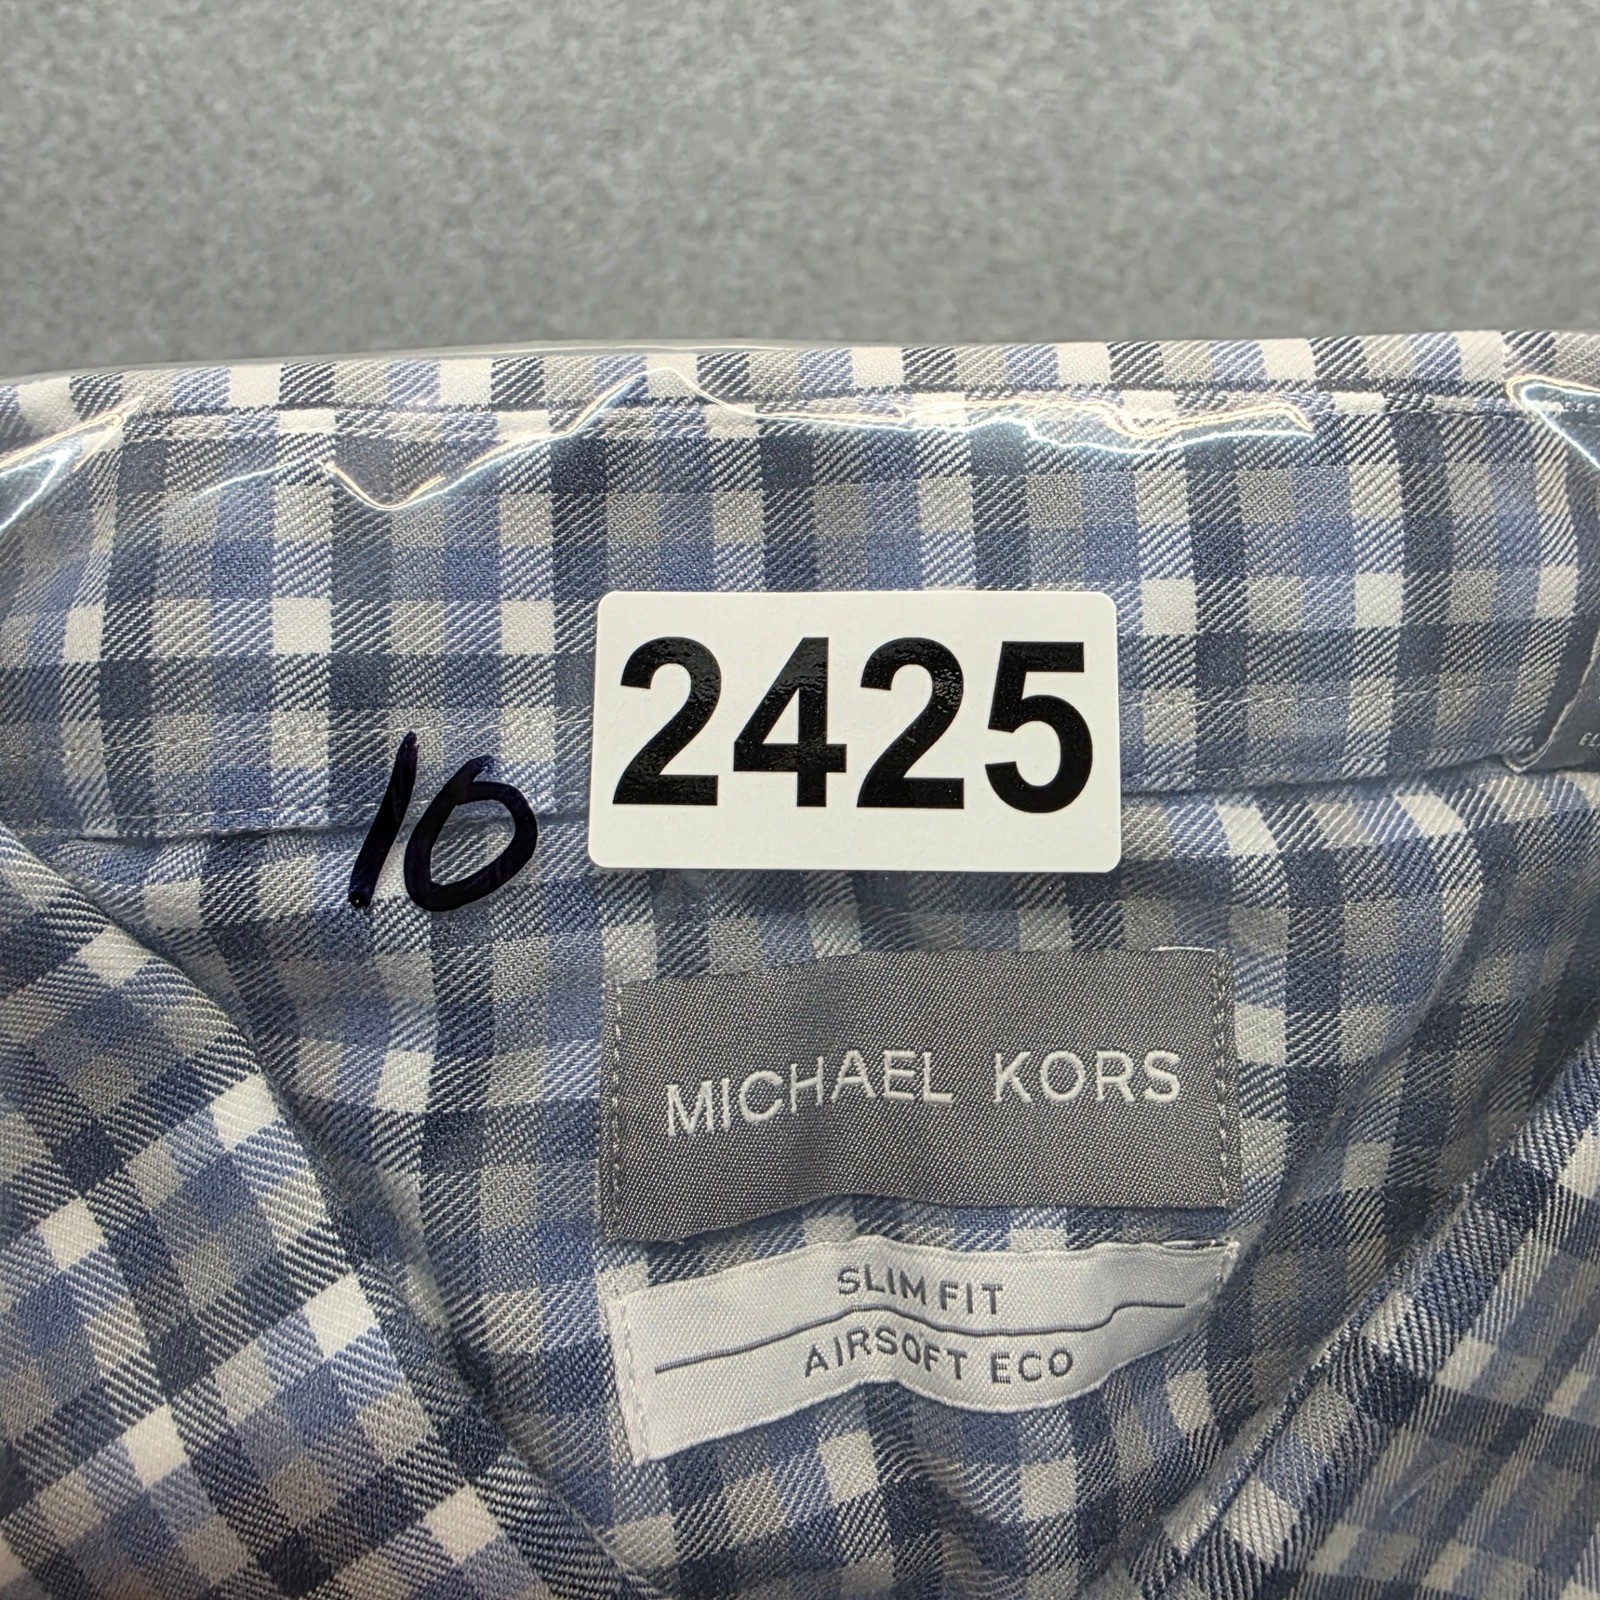 2425
10
MICHAEL KORS
SLIM FIT
AIRSOFT ECO